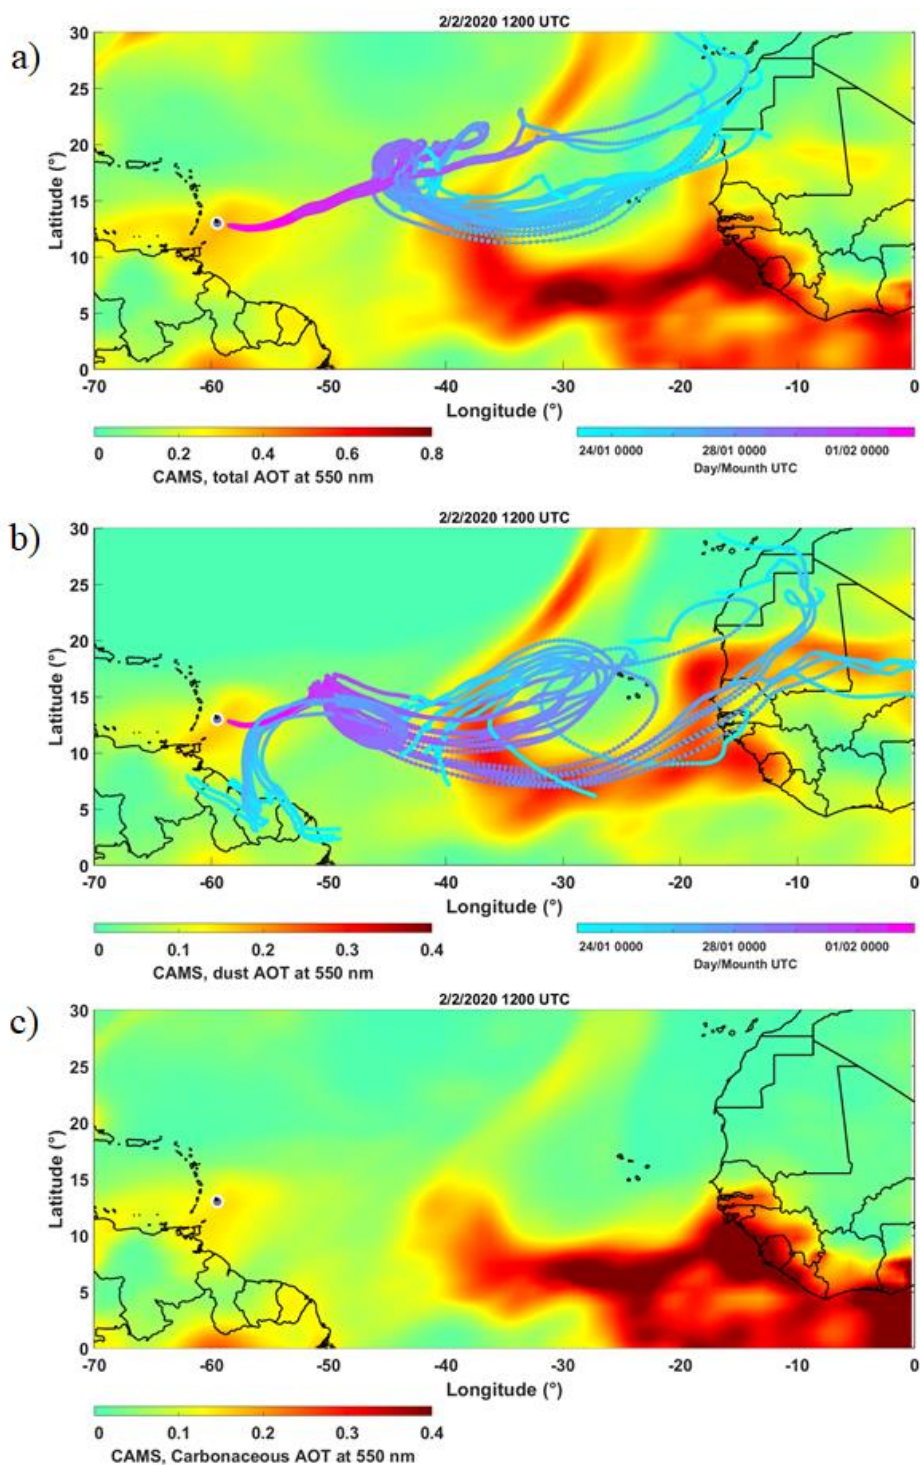 a)
2/2/2020 1200 UTC
30
25
20
15
10
5
0
Latitude (°)
-70 -60 -50 -40 -30 -20 -10 0
Longitude (°)
0 0.2 0.4 0.6 0.8
CAMS, total AOT at 550 nm
24/01 0000 28/01 0000 01/02 0000
Day/Mounth UTC
b)
2/2/2020 1200 UTC
30
25
20
15
10
5
0
Latitude (°)
-70 -60 -50 -40 -30 -20 -10 0
Longitude (°)
0 0.1 0.2 0.3 0.4
CAMS, dust AOT at 550 nm
24/01 0000 28/01 0000 01/02 0000
Day/Mounth UTC
c)
2/2/2020 1200 UTC
30
25
20
15
10
5
0
Latitude (°)
-70 -60 -50 -40 -30 -20 -10 0
Longitude (°)
0 0.1 0.2 0.3 0.4
CAMS, Carbonaceous AOT at 550 nm